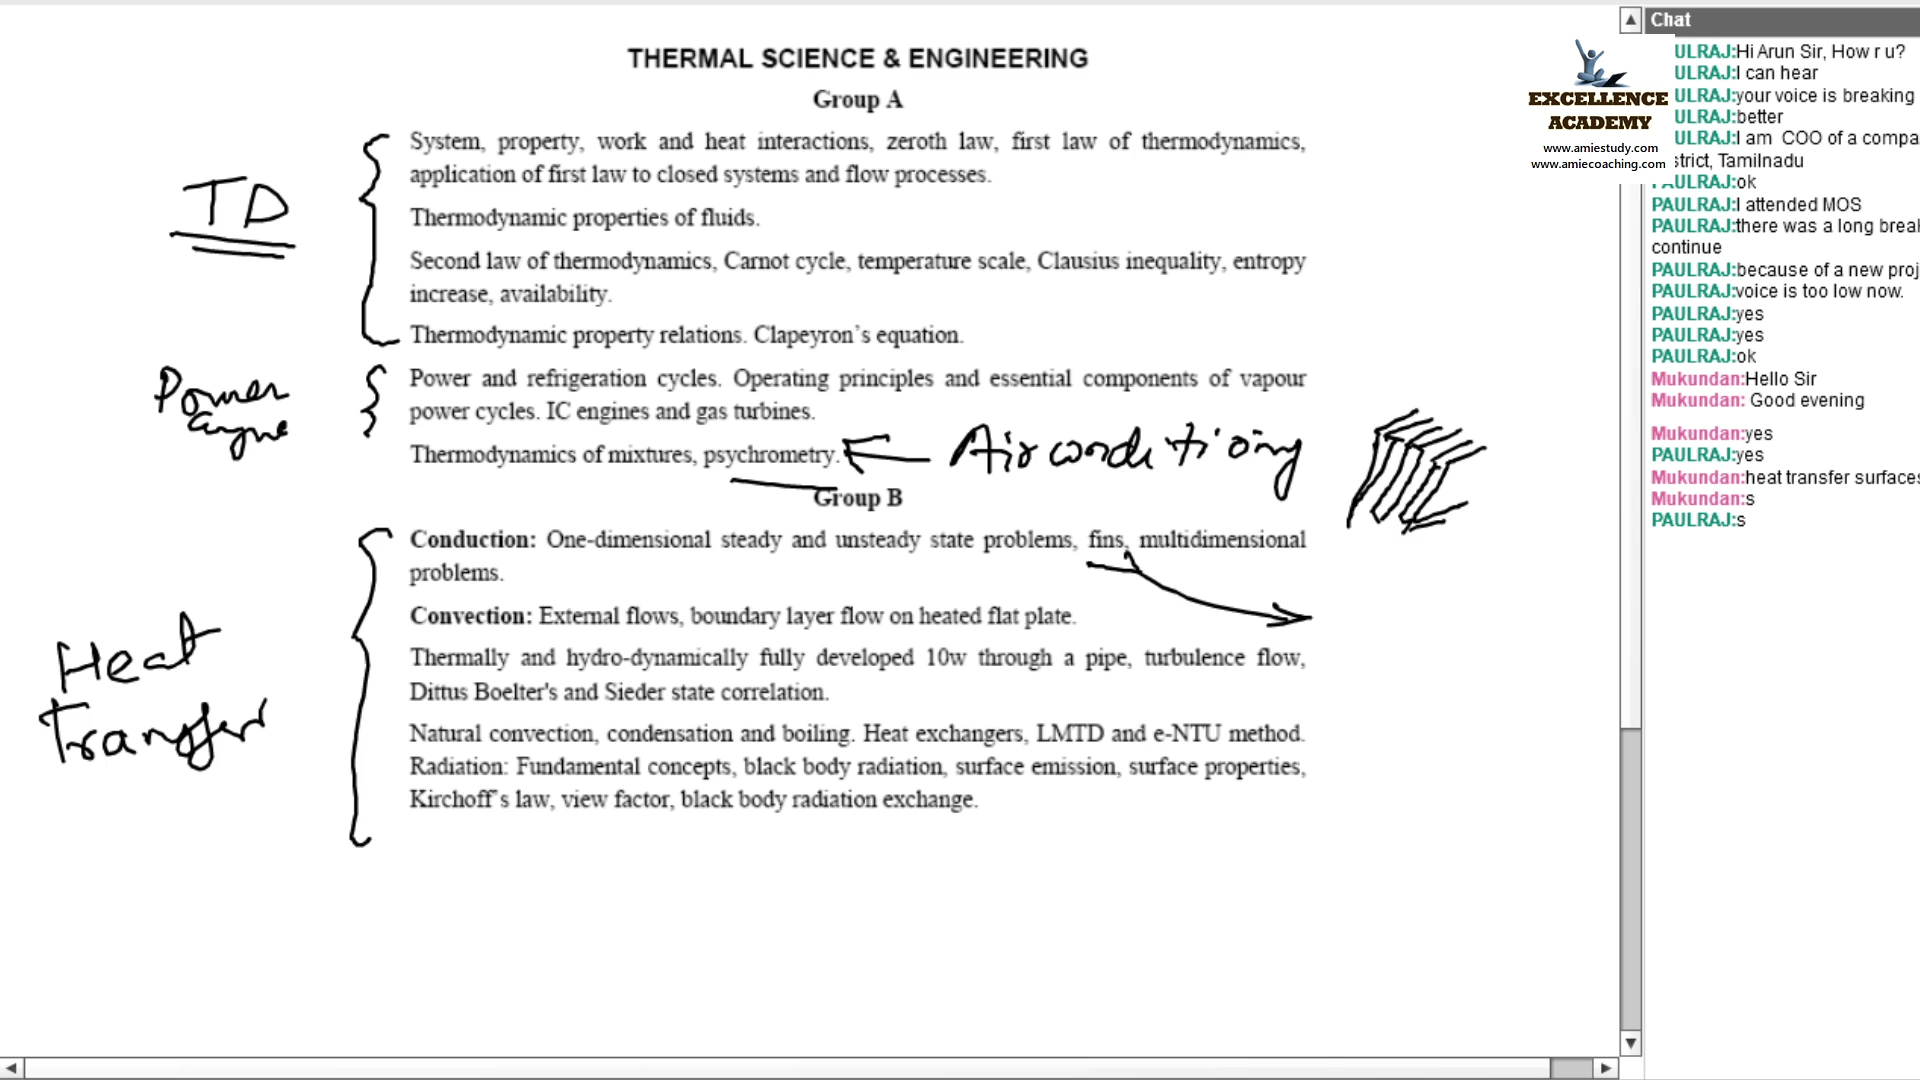 THERMAL SCIENCE & ENGINEERING
Group A
System, property, work and heat interactions, zeroth law, first law of thermodynamics,
application of first law to closed systems and flow processes.
TD
Thermodynamic properties of fluids.
Second law of thermodynamics, Carnot cycle, temperature scale, Clausius inequality, entropy
increase, availability.
Thermodynamic property relations. Clapeyron's equation.
Power
Engine
Power and refrigeration cycles. Operating principles and essential components of vapour
power cycles. IC engines and gas turbines.
Thermodynamics of mixtures, psychrometry.
Air conditioning
Group B
Conduction: One-dimensional steady and unsteady state problems, fins, multidimensional
problems.
Convection: External flows, boundary layer flow on heated flat plate.
Heat
Transfer
Thermally and hydro-dynamically fully developed 10w through a pipe, turbulence flow,
Dittus Boelter's and Sieder state correlation.
Natural convection, condensation and boiling. Heat exchangers, LMTD and e-NTU method.
Radiation: Fundamental concepts, black body radiation, surface emission, surface properties,
Kirchoff's law, view factor, black body radiation exchange.
EXCELLENCE
ACADEMY
www.amiestudy.com
www.amiecoaching.com
Chat
ULRAJ:Hi Arun Sir, How r u?
ULRAJ:I can hear
ULRAJ:your voice is breaking
ULRAJ:better
ULRAJ:I am COO of a compa
strict, Tamilnadu
PAULRAJ:ok
PAULRAJ:I attended MOS
PAULRAJ:there was a long break
continue
PAULRAJ:because of a new proj
PAULRAJ:voice is too low now.
PAULRAJ:yes
PAULRAJ:yes
PAULRAJ:ok
Mukundan:Hello Sir
Mukundan: Good evening
Mukundan:yes
PAULRAJ:yes
Mukundan:heat transfer surfaces
Mukundan:s
PAULRAJ:s